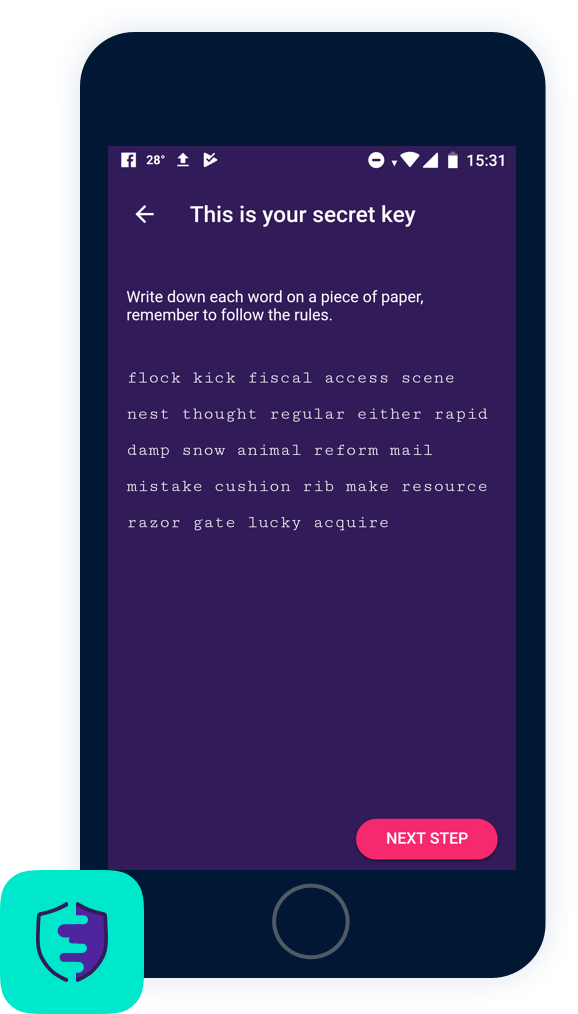 28° 15:31
This is your secret key
Write down each word on a piece of paper,
remember to follow the rules.
flock kick fiscal access scene
nest thought regular either rapid
damp snow animal reform mail
mistake cushion rib make resource
razor gate lucky acquire
NEXT STEP